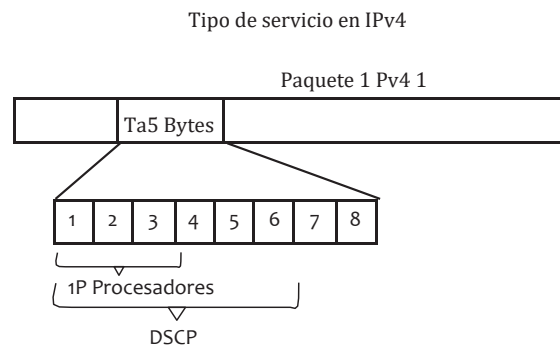 Tipo de servicio en IPv4
Paquete 1 Pv4 1
Ta5 Bytes
1 2 3 4 5 6 7 8
1P Procesadores
DSCP